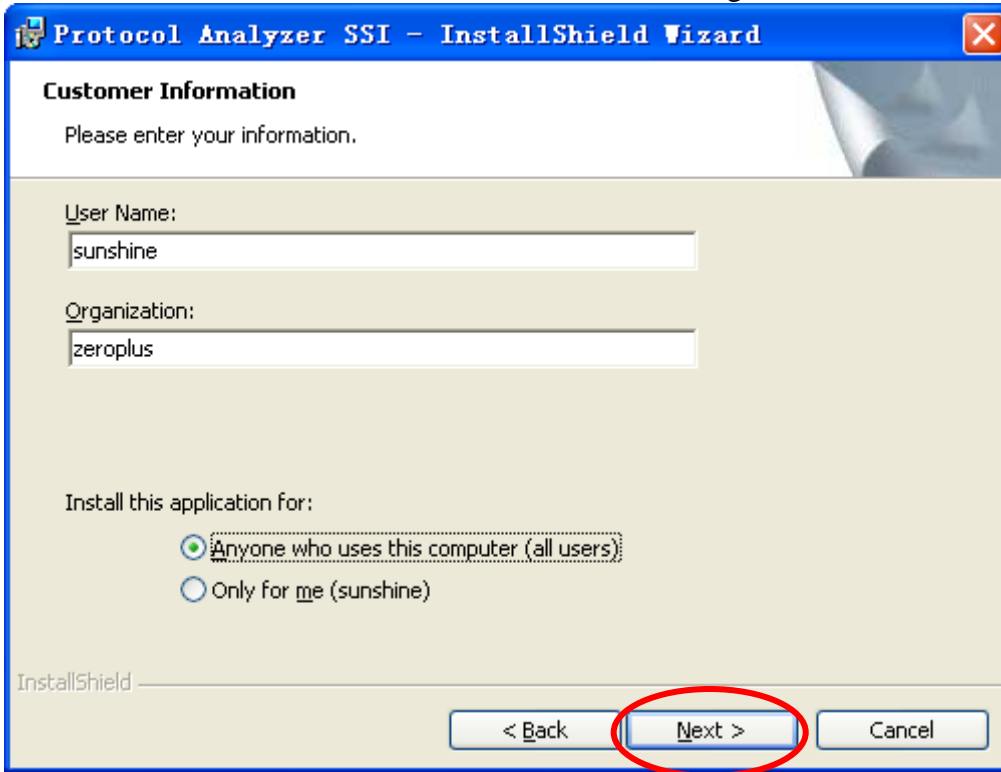 Protocol Analyzer SSI - InstallShield Wizard
Customer Information
Please enter your information.
User Name:
sunshine
Organization:
zeroplus
Install this application for:
Anyone who uses this computer (all users)
Only for me (sunshine)
InstallShield
< Back Next > Cancel